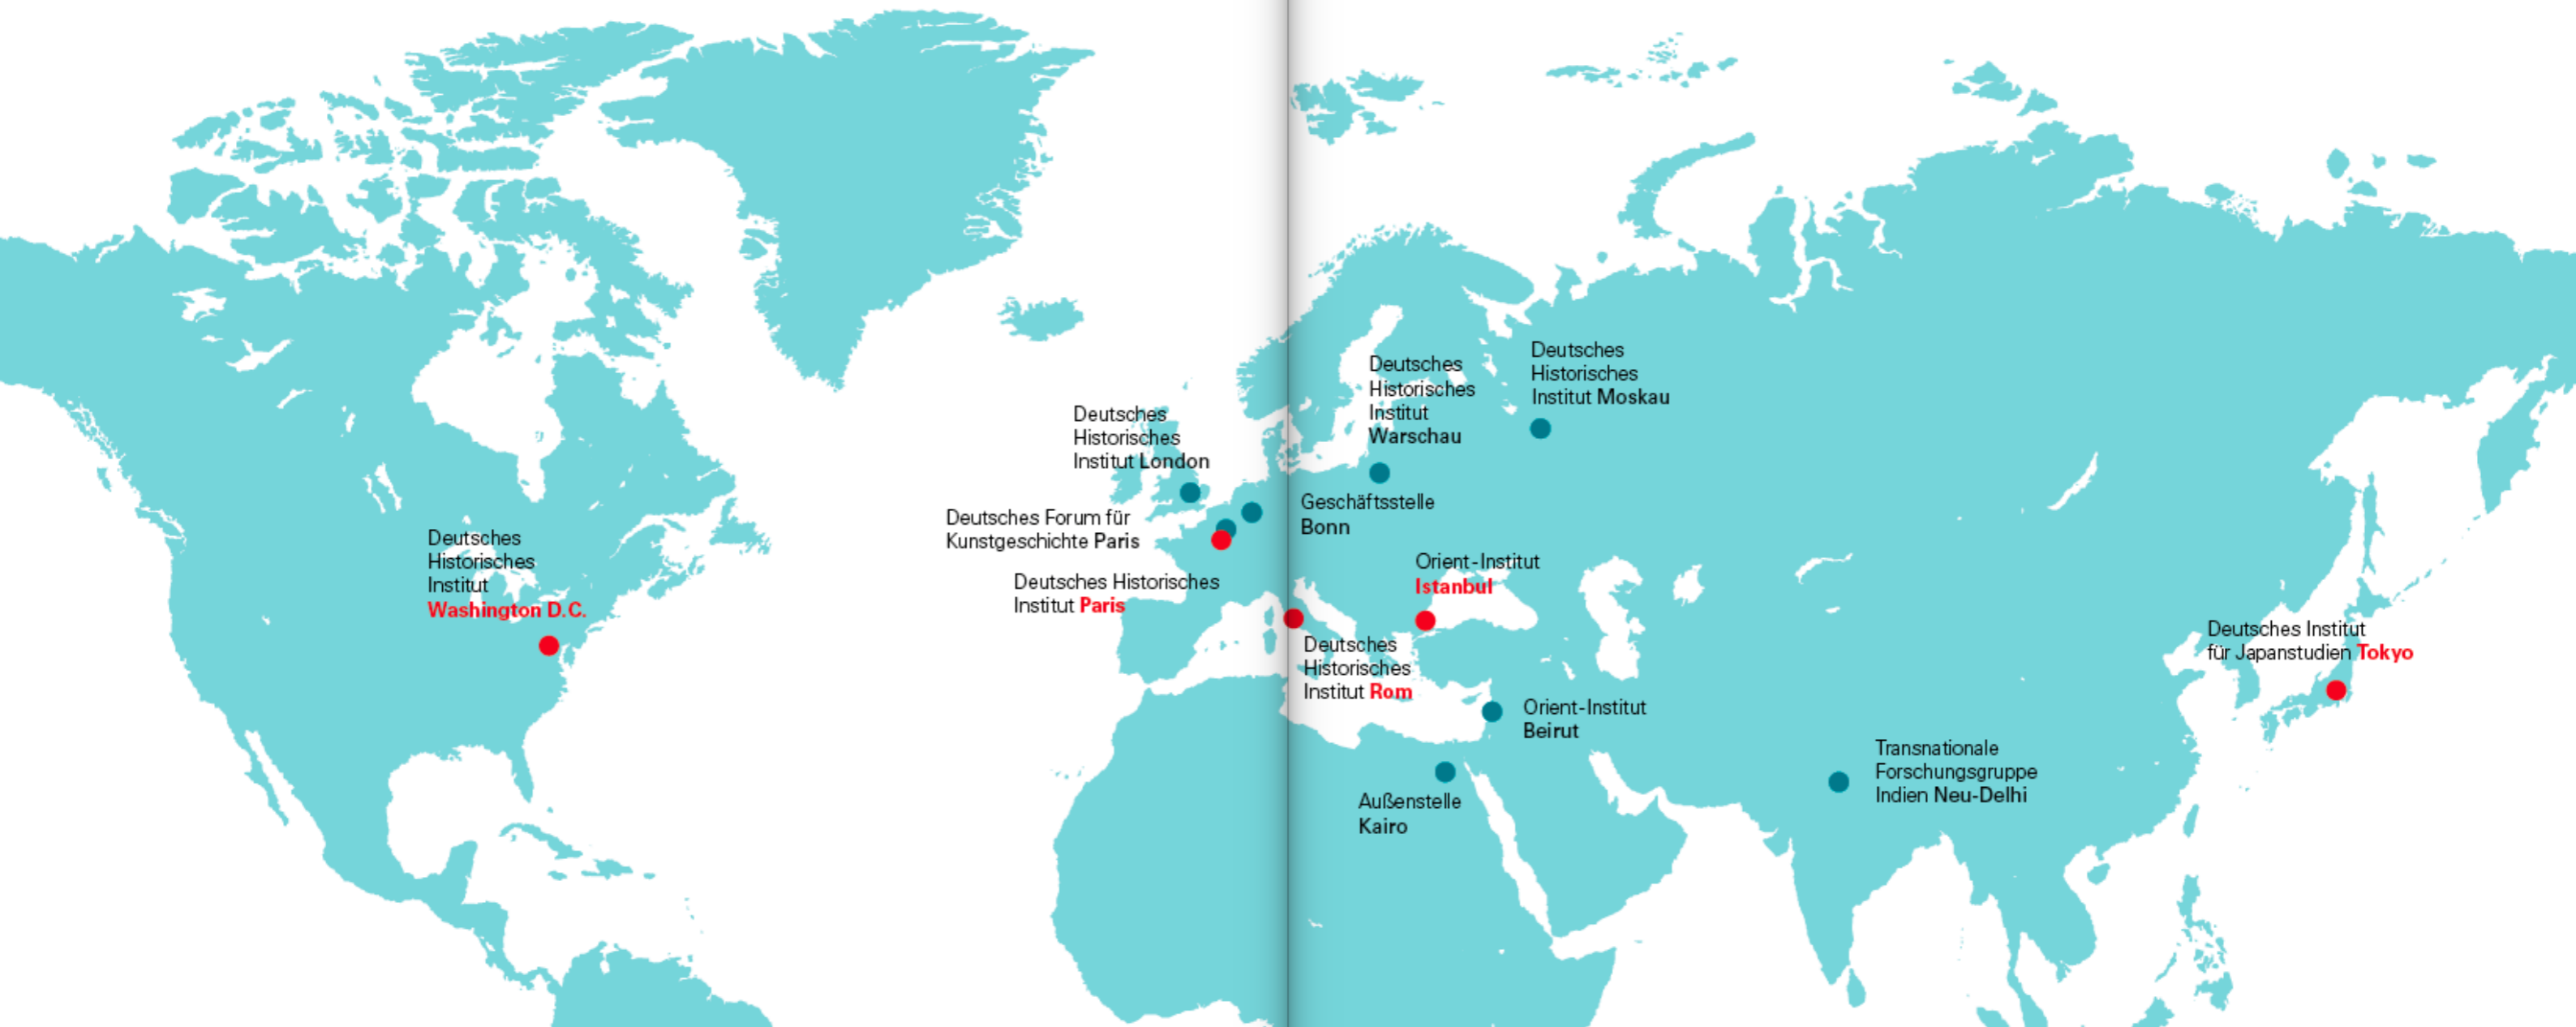 Deutsches
Historisches
Institut Moskau
Deutsches
Historisches
Institut
Warschau
Deutsches
Historisches
Institut London
Geschäftsstelle
Bonn
Deutsches Forum für
Kunstgeschichte Paris
Deutsches
Historisches
Institut
Washington D.C.
Orient-Institut
Istanbul
Deutsches Historisches
Institut Paris
Deutsches Institut
für Japanstudien Tokyo
Deutsches
Historisches
Institut Rom
Orient-Institut
Beirut
Transnationale
Forschungsgruppe
Indien Neu-Delhi
Außenstelle
Kairo